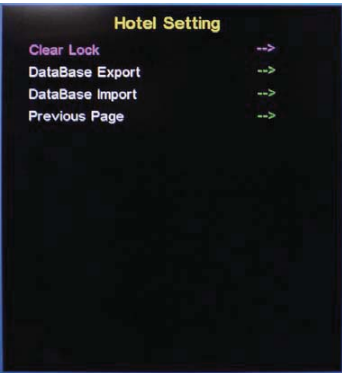 Hotel Setting
Clear Lock -->
DataBase Export -->
DataBase Import -->
Previous Page -->